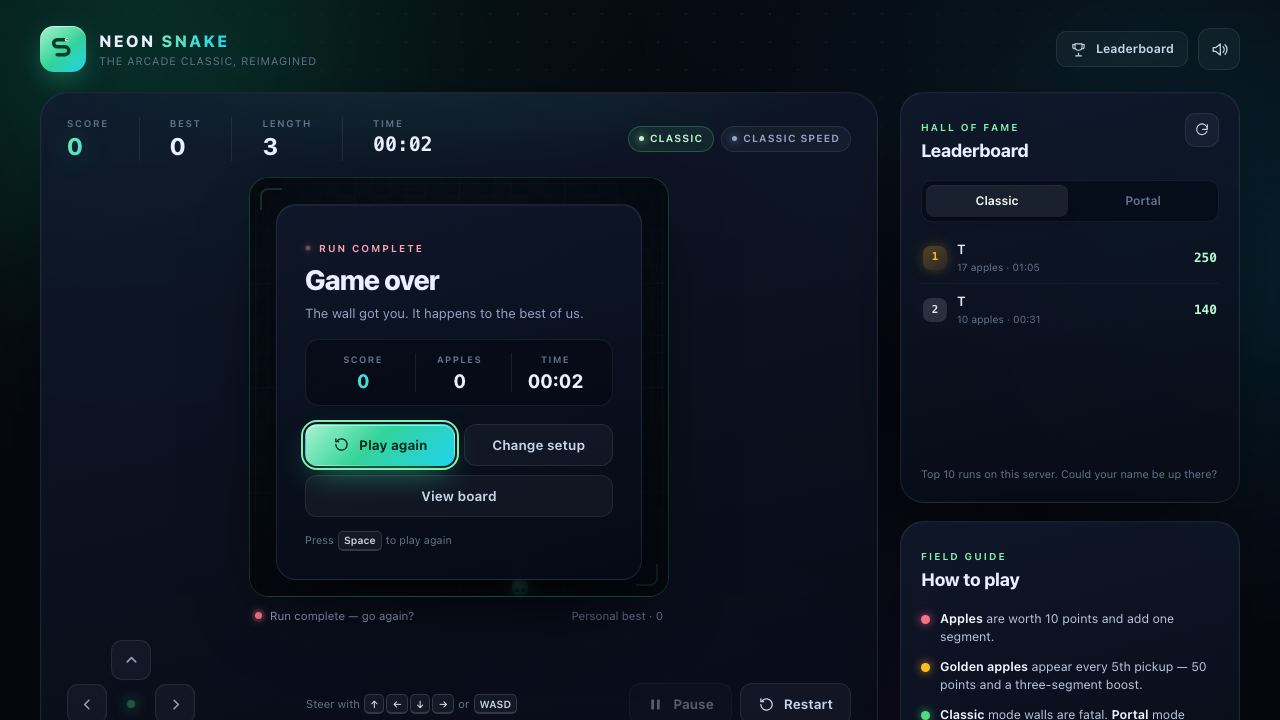 NEON SNAKE
THE ARCADE CLASSIC, REIMAGINED
Leaderboard
SCORE
0
BEST
0
LENGTH
3
TIME
00:02
CLASSIC
CLASSIC SPEED
RUN COMPLETE
Game over
The wall got you. It happens to the best of us.
SCORE
0
APPLES
0
TIME
00:02
Play again
Change setup
View board
Press Space to play again
Run complete — go again?
Personal best · 0
Steer with ↑ ← ↓ → or WASD
Pause
Restart
HALL OF FAME
Leaderboard
Classic
Portal
1
T
17 apples · 01:05
250
2
T
10 apples · 00:31
140
Top 10 runs on this server. Could your name be up there?
FIELD GUIDE
How to play
Apples are worth 10 points and add one
segment.
Golden apples appear every 5th pickup — 50
points and a three-segment boost.
Classic mode walls are fatal. Portal mode